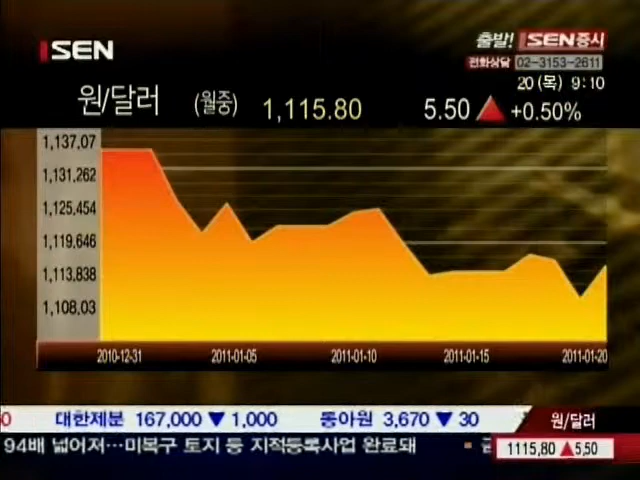 SEN
출발! SEN증시
전화상담 02-3153-2611
20 (목) 9:10
원/달러 (월중) 1,115.80 5.50 ▲ +0.50%
1,137,07
1,131,262
1,125,454
1,119,646
1,113,838
1,108,03
2010-12-31 2011-01-05 2011-01-10 2011-01-15 2011-01-20
0 대한제분 167,000 ▼ 1,000 동아원 3,670 ▼ 30
원/달러
94배 넓어져…미복구 토지 등 지적등록사업 완료돼
1115,80 ▲ 5,50